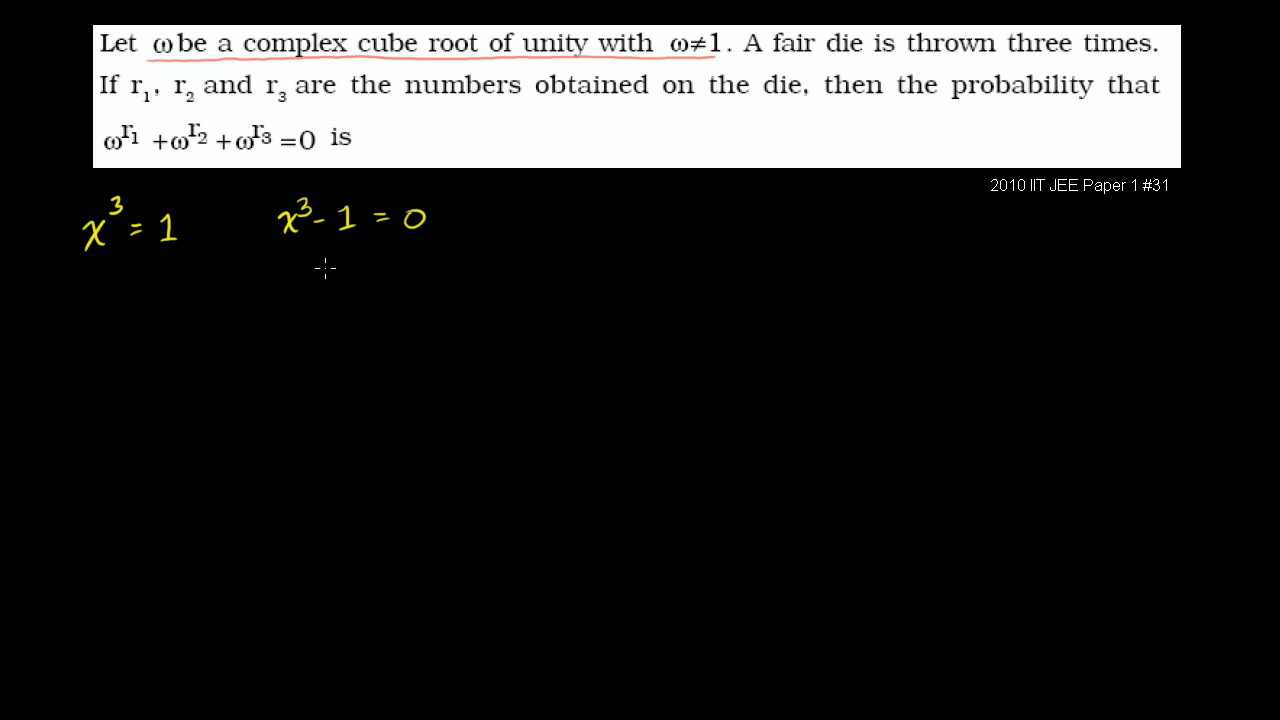 Let ω be a complex cube root of unity with ω≠1. A fair die is thrown three times.
If r₁, r₂ and r₃ are the numbers obtained on the die, then the probability that
ω^r₁ + ω^r₂ + ω^r₃ = 0 is
2010 IIT JEE Paper 1 #31
x³ = 1 x³ - 1 = 0